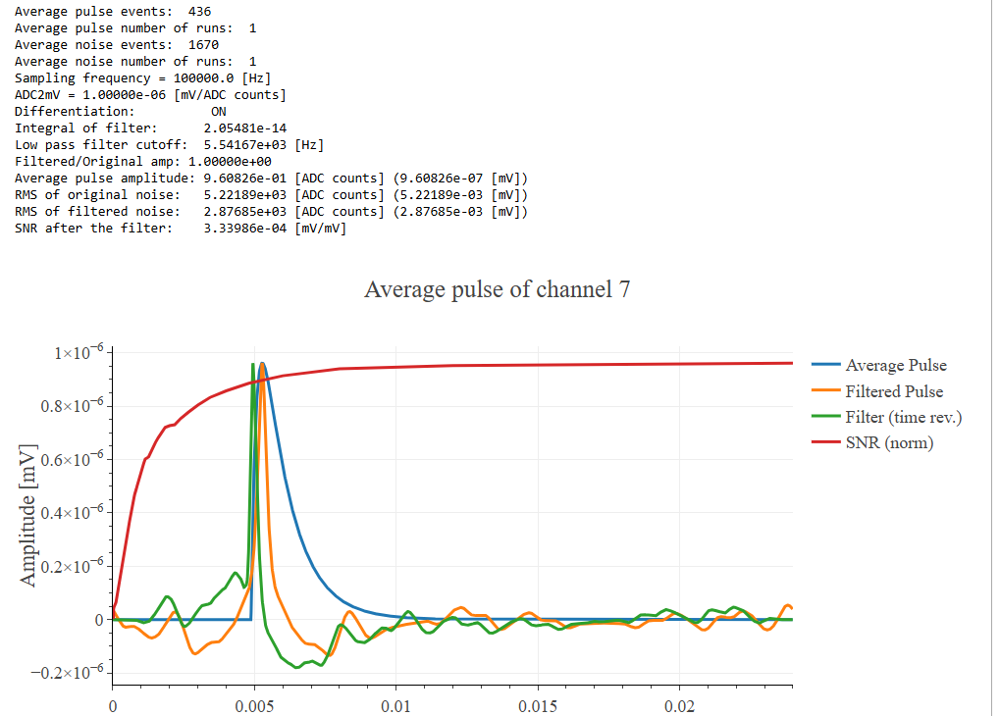 Average pulse events:  436
Average pulse number of runs:  1
Average noise events:  1670
Average noise number of runs:  1
Sampling frequency = 100000.0 [Hz]
ADC2mV = 1.00000e-06 [mV/ADC counts]
Differentiation:          ON
Integral of filter:      2.05481e-14
Low pass filter cutoff:  5.54167e+03 [Hz]
Filtered/Original amp: 1.00000e+00
Average pulse amplitude: 9.60826e-01 [ADC counts] (9.60826e-07 [mV])
RMS of original noise:   5.22189e+03 [ADC counts] (5.22189e-03 [mV])
RMS of filtered noise:   2.87685e+03 [ADC counts] (2.87685e-03 [mV])
SNR after the filter:    3.33986e-04 [mV/mV]
Average pulse of channel 7
Amplitude [mV]
1×10⁻⁶
0.8×10⁻⁶
0.6×10⁻⁶
0.4×10⁻⁶
0.2×10⁻⁶
0
−0.2×10⁻⁶
0 0.005 0.01 0.015 0.02
Average Pulse
Filtered Pulse
Filter (time rev.)
SNR (norm)